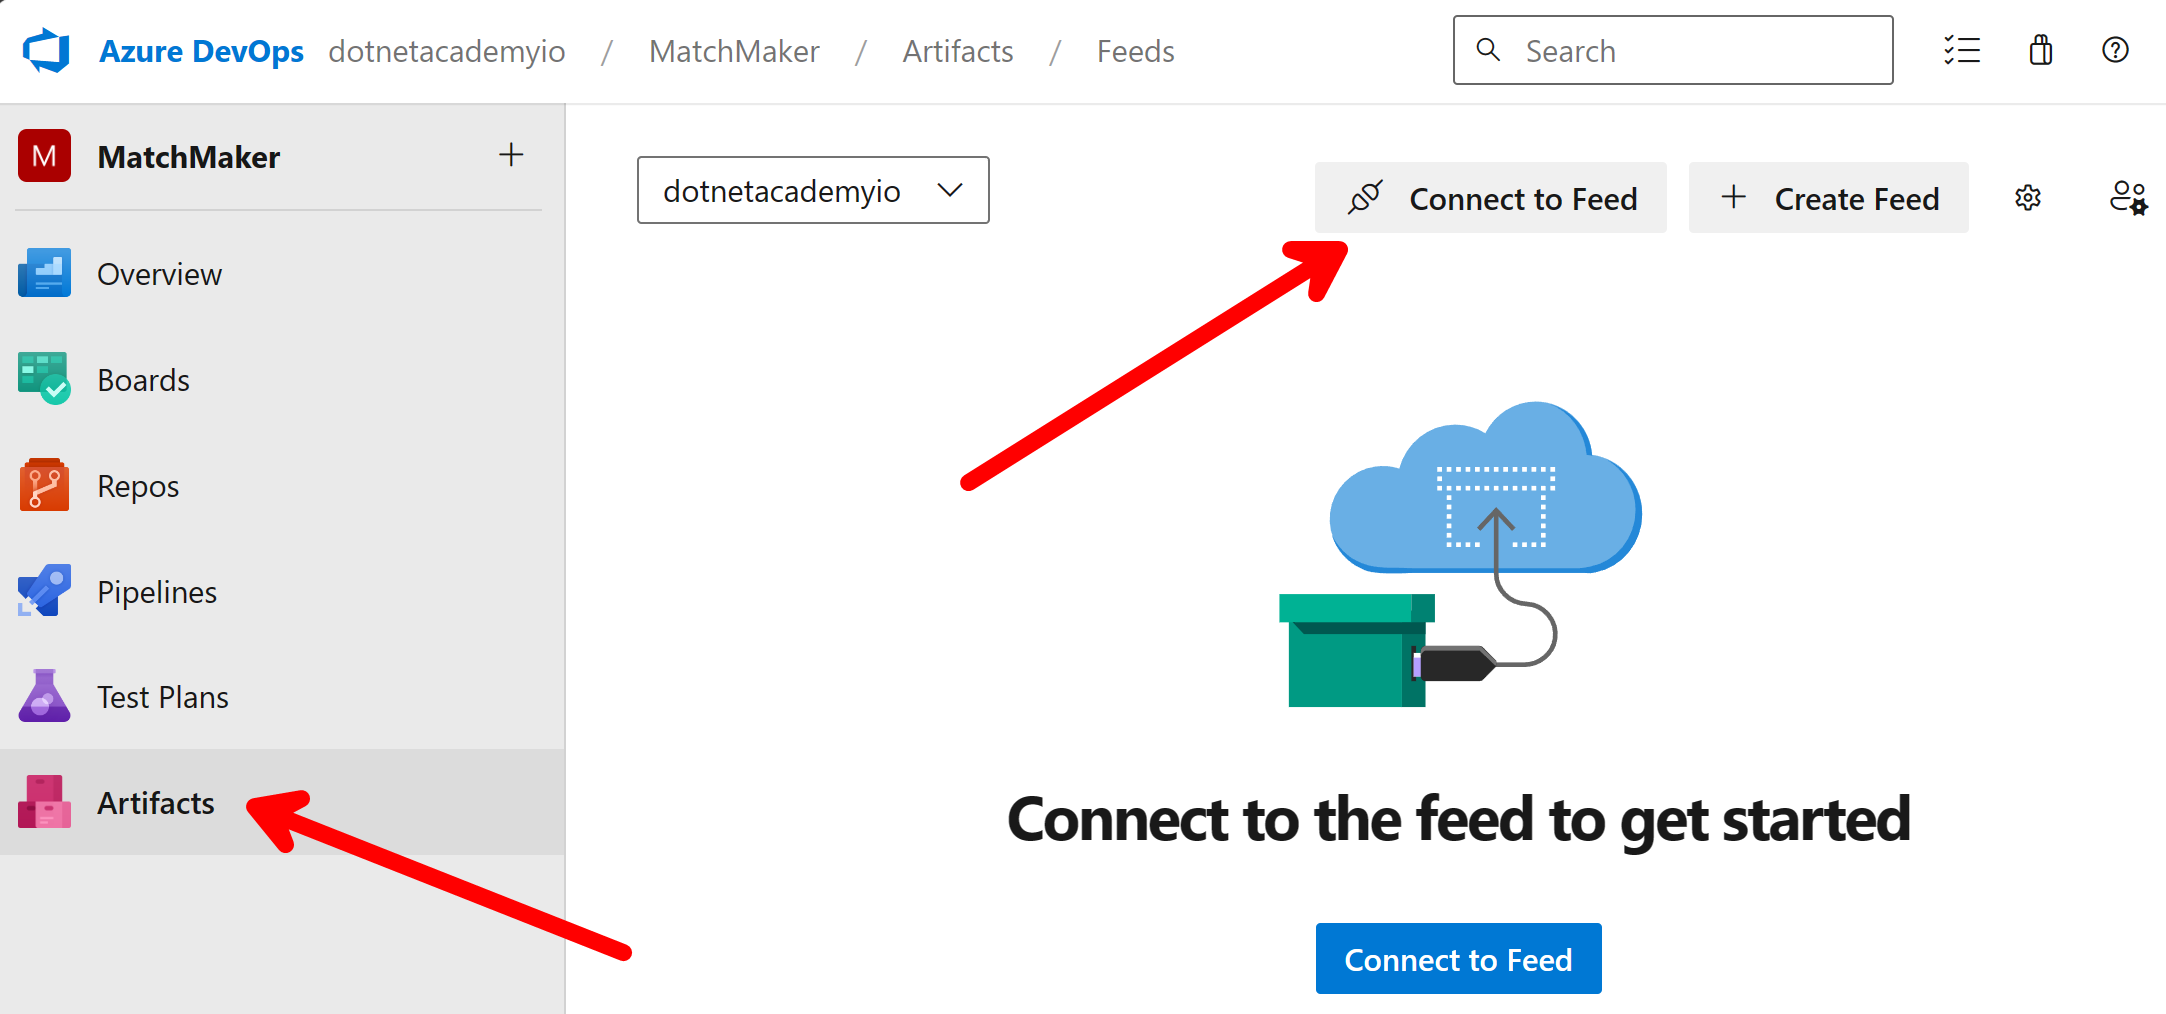 Azure DevOps dotnetacademyio / MatchMaker / Artifacts / Feeds Search
M MatchMaker
Overview
Boards
Repos
Pipelines
Test Plans
Artifacts
dotnetacademyio Connect to Feed Create Feed
Connect to the feed to get started
Connect to Feed